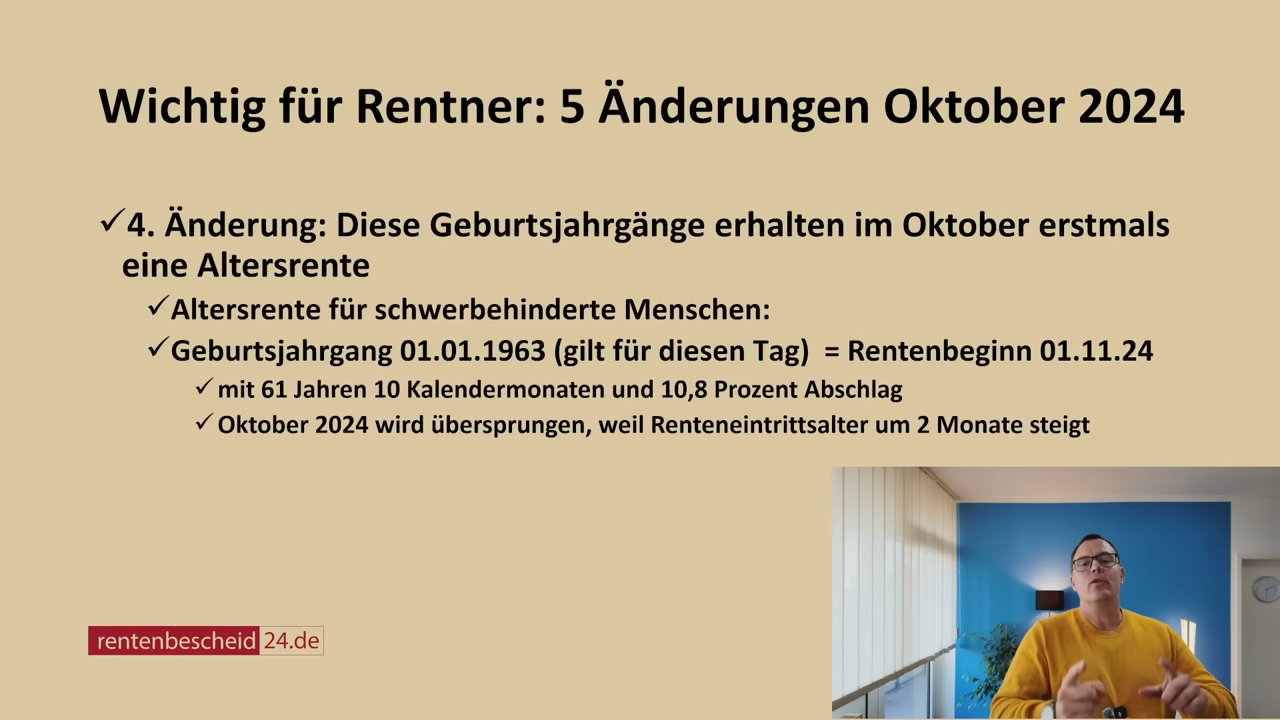 Wichtig für Rentner: 5 Änderungen Oktober 2024
✓4. Änderung: Diese Geburtsjahrgänge erhalten im Oktober erstmals
eine Altersrente
✓Altersrente für schwerbehinderte Menschen:
✓Geburtsjahrgang 01.01.1963 (gilt für diesen Tag) = Rentenbeginn 01.11.24
✓mit 61 Jahren 10 Kalendermonaten und 10,8 Prozent Abschlag
✓Oktober 2024 wird übersprungen, weil Renteneintrittsalter um 2 Monate steigt
rentenbescheid 24.de